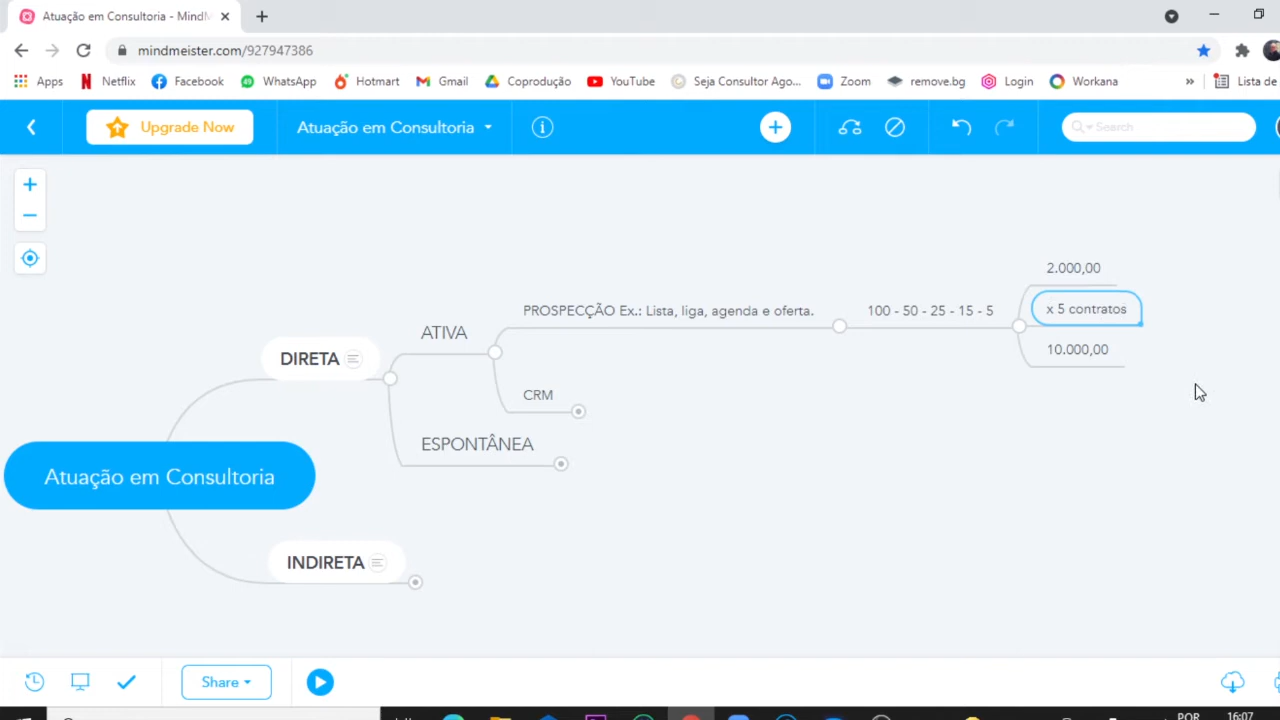 Atuação em Consultoria - MindM
mindmeister.com/927947386
Apps Netflix Facebook WhatsApp Hotmart Gmail Coprodução YouTube Seja Consultor Ago... Zoom remove.bg Login Workana » Lista de
Upgrade Now Atuação em Consultoria Search
2.000,00
PROSPECÇÃO Ex.: Lista, liga, agenda e oferta. 100 - 50 - 25 - 15 - 5 x 5 contratos
ATIVA
10.000,00
DIRETA
CRM
ESPONTÂNEA
Atuação em Consultoria
INDIRETA
Share
POR 16:07